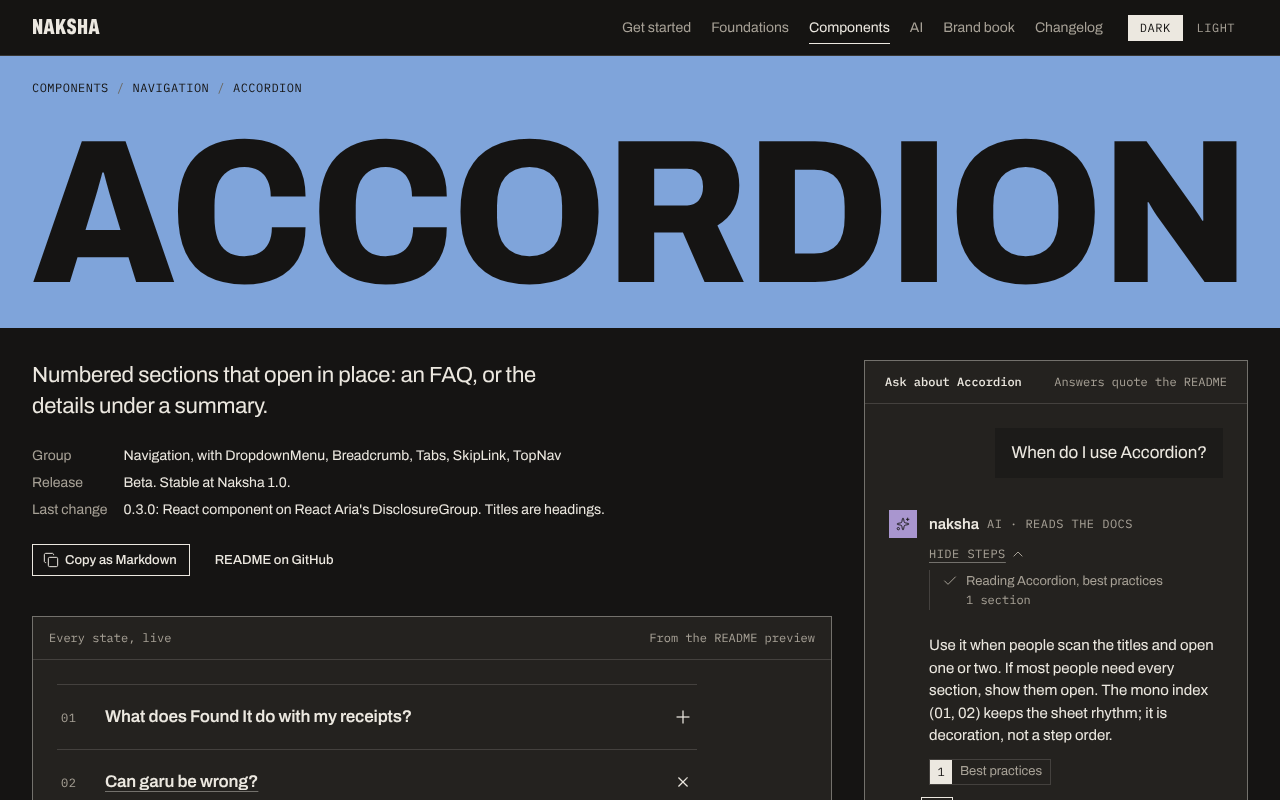 NAKSHA
Get started Foundations Components AI Brand book Changelog DARK LIGHT
COMPONENTS / NAVIGATION / ACCORDION
ACCORDION
Numbered sections that open in place: an FAQ, or the
details under a summary.
Group Navigation, with DropdownMenu, Breadcrumb, Tabs, SkipLink, TopNav
Release Beta. Stable at Naksha 1.0.
Last change 0.3.0: React component on React Aria's DisclosureGroup. Titles are headings.
Copy as Markdown README on GitHub
Every state, live From the README preview
01 What does Found It do with my receipts?
02 Can garu be wrong?
Ask about Accordion Answers quote the README
When do I use Accordion?
naksha AI · READS THE DOCS
HIDE STEPS
Reading Accordion, best practices
1 section
Use it when people scan the titles and open
one or two. If most people need every
section, show them open. The mono index
(01, 02) keeps the sheet rhythm; it is
decoration, not a step order.
1 Best practices